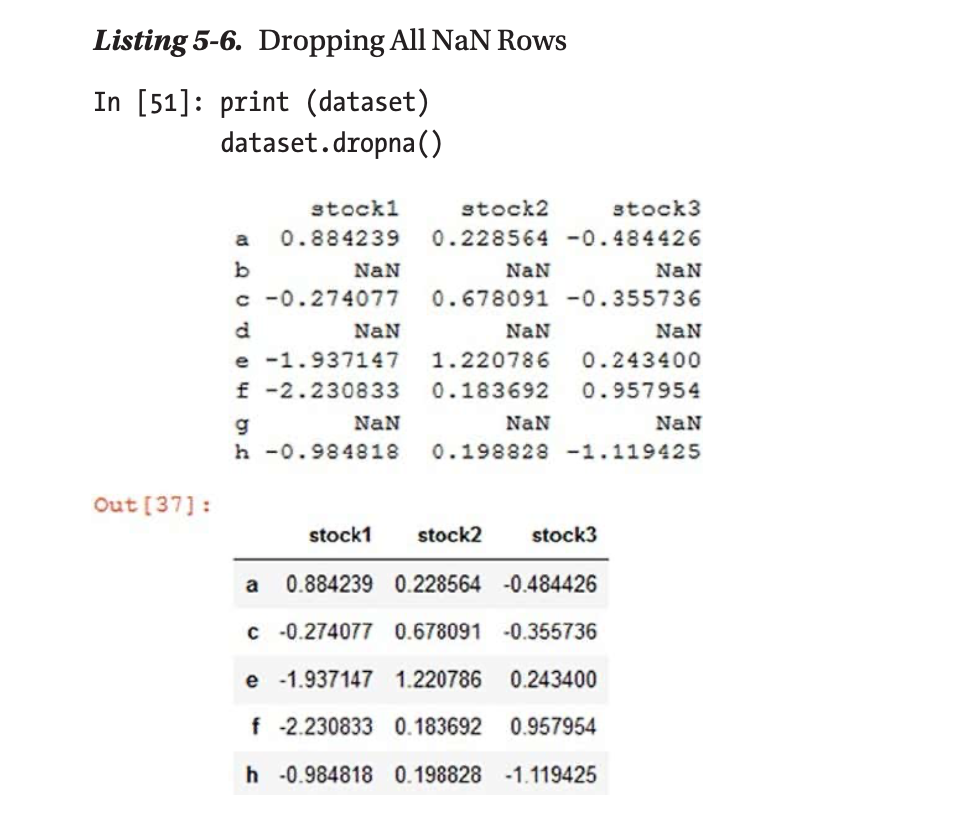 Listing 5-6. Dropping All NaN Rows
In [51]: print (dataset)
dataset.dropna()
stock1 stock2 stock3
a 0.884239 0.228564 -0.484426
b NaN NaN NaN
c -0.274077 0.678091 -0.355736
d NaN NaN NaN
e -1.937147 1.220786 0.243400
f -2.230833 0.183692 0.957954
g NaN NaN NaN
h -0.984818 0.198828 -1.119425
Out[37]:
stock1 stock2 stock3
a 0.884239 0.228564 -0.484426
c -0.274077 0.678091 -0.355736
e -1.937147 1.220786 0.243400
f -2.230833 0.183692 0.957954
h -0.984818 0.198828 -1.119425